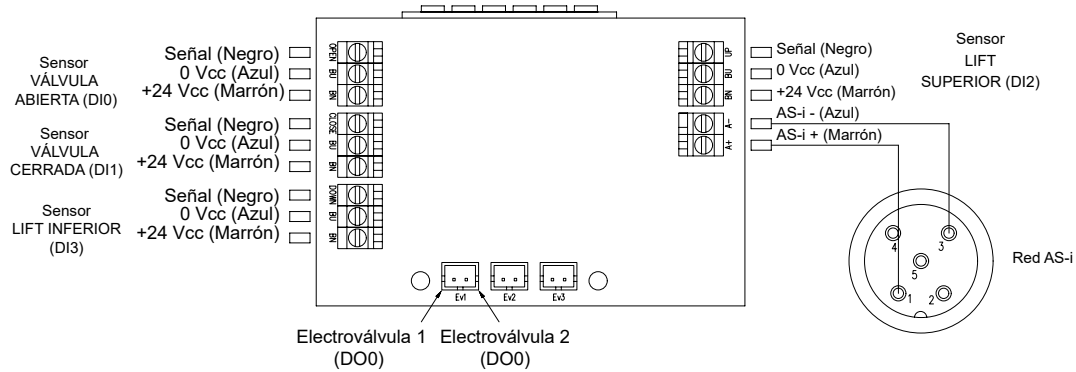 Sensor
VÁLVULA
ABIERTA (DI0)
Señal (Negro)
0 Vcc (Azul)
+24 Vcc (Marrón)
OPEN
BU
BN
Sensor
VÁLVULA
CERRADA (DI1)
Señal (Negro)
0 Vcc (Azul)
+24 Vcc (Marrón)
CLOSE
BU
BN
Sensor
LIFT INFERIOR
(DI3)
Señal (Negro)
0 Vcc (Azul)
+24 Vcc (Marrón)
DOWN
BU
BN
UP
BU
BN
Señal (Negro)
0 Vcc (Azul)
+24 Vcc (Marrón)
Sensor
LIFT
SUPERIOR (DI2)
A-
A+
AS-i - (Azul)
AS-i + (Marrón)
4
3
5
1
2
Red AS-i
Ev1
Ev2
Ev3
Electroválvula 1
(DO0)
Electroválvula 2
(DO0)